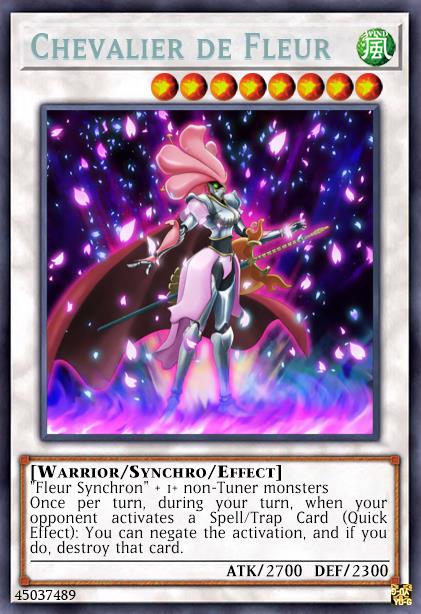 CHEVALIER DE FLEUR
WIND
風
[WARRIOR/SYNCHRO/EFFECT]
"Fleur Synchron" + 1+ non-Tuner monsters
Once per turn, during your turn, when your
opponent activates a Spell/Trap Card (Quick
Effect): You can negate the activation, and if you
do, destroy that card.
ATK/2700 DEF/2300
45037489